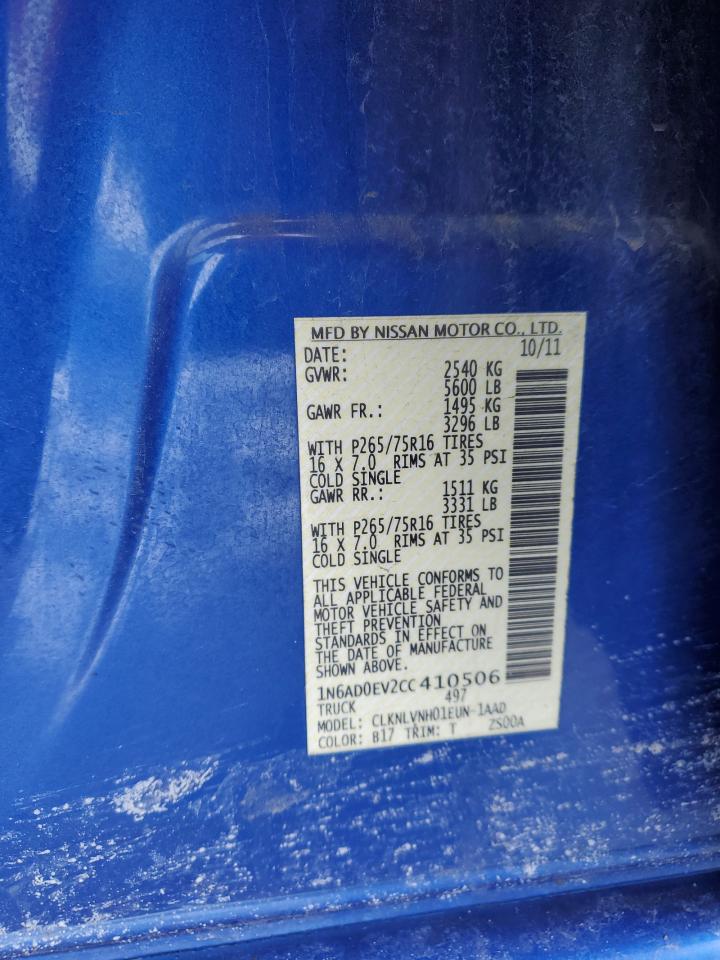 MFD BY NISSAN MOTOR CO., LTD.
DATE: 10/11
GVWR: 2540 KG
5600 LB
GAWR FR.: 1495 KG
3296 LB
WITH P265/75R16 TIRES
16 X 7.0 RIMS AT 35 PSI
COLD SINGLE
GAWR RR.: 1511 KG
3331 LB
WITH P265/75R16 TIRES
16 X 7.0 RIMS AT 35 PSI
COLD SINGLE
THIS VEHICLE CONFORMS TO
ALL APPLICABLE FEDERAL
MOTOR VEHICLE SAFETY AND
THEFT PREVENTION
STANDARDS IN EFFECT ON
THE DATE OF MANUFACTURE
SHOWN ABOVE.
1N6AD0EV2CC410506
TRUCK 497
MODEL: CLKNLVNH01EUN-1AAD
COLOR: B17 TRIM: T 2S00A